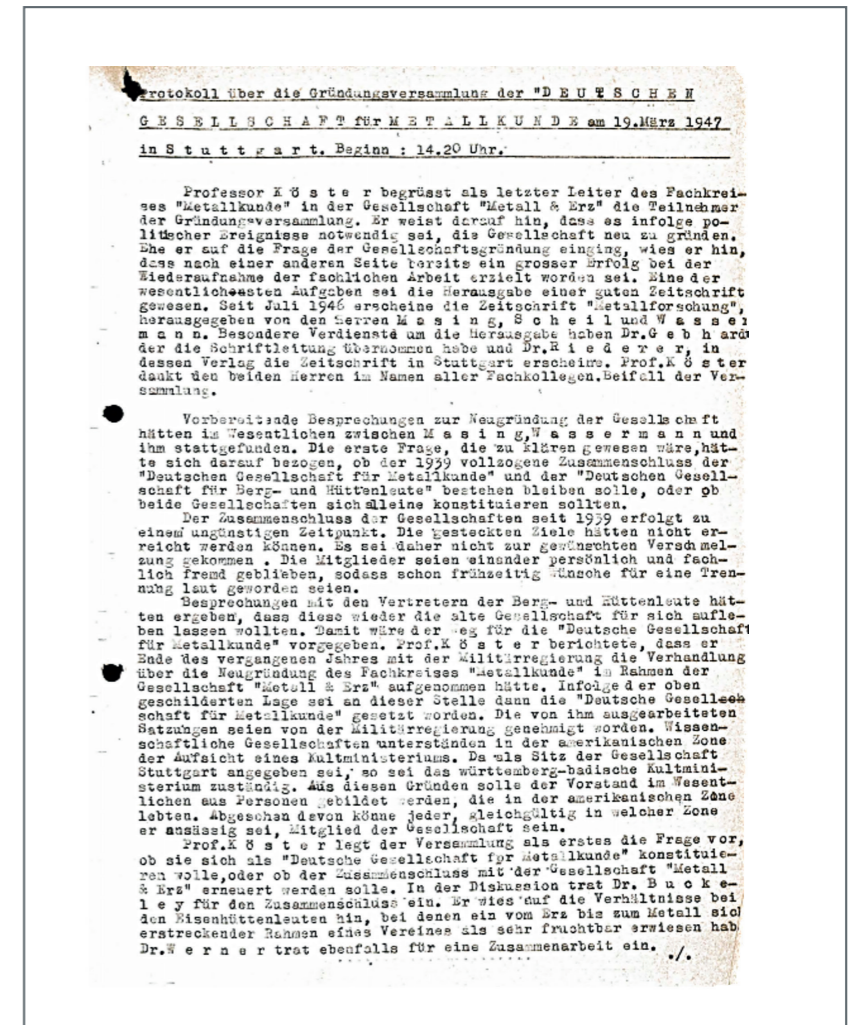 Protokoll über die Gründungsversammlung der "D E U T S C H E N
G E S E L L S C H A F T für M E T A L L K U N D E am 19.März 1947
in S t u t t g a r t. Beginn : 14.20 Uhr.
Professor K ö s t e r begrüsst als letzter Leiter des Fachkrei-
ses "Metallkunde" in der Gesellschaft "Metall & Erz" die Teilnehmer
der Gründungsversammlung. Er weist darauf hin, dass es infolge po-
litischer Ereignisse notwendig sei, die Gesellschaft neu zu gründen.
Ehe er auf die Frage der Gesellschaftsgründung einging, wies er hin,
dass nach einer anderen Seite bereits ein grosser Erfolg bei der
Wiederaufnahme der fachlichen Arbeit erzielt worden sei. Eine der
wesentlichsten Aufgaben sei die Herausgabe einer guten Zeitschrift
gewesen. Seit Juli 1946 erscheine die Zeitschrift "Metallforschung",
herausgegeben von den Herren M a s i n g, S c h e i l und W a s s e r
m a n n. Besondere Verdienste um die Herausgabe haben Dr.G e b h ard
der die Schriftleitung übernommen habe und Dr.R i e d e r e r, in
dessen Verlag die Zeitschrift in Stuttgart erscheine. Prof.K ö s t e r
dankt den beiden Herren im Namen aller Fachkollegen.Beifall der Ver-
sammlung.
Vorbereitende Besprechungen zur Neugründung der Gesellschaft
hätten im Wesentlichen zwischen M a s i n g,W a s s e r m a n n und
ihm stattgefunden. Die erste Frage, die zu klären gewesen wäre,hät-
te sich darauf bezogen, ob der 1939 vollzogene Zusammenschluss der
"Deutschen Gesellschaft für Metallkunde" und der "Deutschen Gesell-
schaft für Berg- und Hüttenleute" bestehen bleiben solle, oder ob
beide Gesellschaften sich alleine konstituieren sollten.
Der Zusammenschluss der Gesellschaften seit 1939 erfolgt zu
einem ungünstigen Zeitpunkt. Die gesteckten Ziele hätten nicht er-
reicht werden können. Es sei daher nicht zur gewünschten Verschmel-
zung gekommen . Die Mitglieder seien einander persönlich und fach-
lich fremd geblieben, sodass schon frühzeitig Wünsche für eine Tren-
nung laut geworden seien.
Besprechungen mit den Vertretern der Berg- und Hüttenleute hät-
ten ergeben, dass diese wieder die alte Gesellschaft für sich aufle-
ben lassen wollten. Damit wäre der Weg für die "Deutsche Gesellschaft
für Metallkunde" vorgegeben. Prof.K ö s t e r berichtete, dass er
Ende des vergangenen Jahres mit der Militärregierung die Verhandlung
über die Neugründung des Fachkreises "Metallkunde" im Rahmen der
Gesellschaft "Metall & Erz" aufgenommen hätte. Infolge der oben
geschilderten Lage sei an dieser Stelle dann die "Deutsche Gesellsch
schaft für Metallkunde" gesetzt worden. Die von ihm ausgearbeiteten
Satzungen seien von der Militärregierung genehmigt worden. Wissen-
schaftliche Gesellschaften unterständen in der amerikanischen Zone
der Aufsicht eines Kultministeriums. Da als Sitz der Gesellschaft
Stuttgart angegeben sei, so sei das württemberg-badische Kultmini-
sterium zuständig. Aus diesen Gründen solle der Vorstand im Wesent-
lichen aus Personen gebildet werden, die in der amerikanischen Zone
lebten. Abgesehen davon könne jeder, gleichgültig in welcher Zone
er ansässig sei, Mitglied der Gesellschaft sein.
Prof.K ö s t e r legt der Versammlung als erstes die Frage vor,
ob sie sich als "Deutsche Gesellschaft fpr Metallkunde" konstituie-
ren wolle,oder ob der Zusammenschluss mit der Gesellschaft "Metall
& Erz" erneuert werden solle. In der Diskussion trat Dr. B u c k e-
l e y für den Zusammenschluss ein. Er wies auf die Verhältnisse bei
den Eisenhüttenleuten hin, bei denen ein vom Erz bis zum Metall sich
erstreckender Rahmen eines Vereines als sehr fruchtbar erwiesen hab
Dr.W e r n e r trat ebenfalls für eine Zusammenarbeit ein. ./.